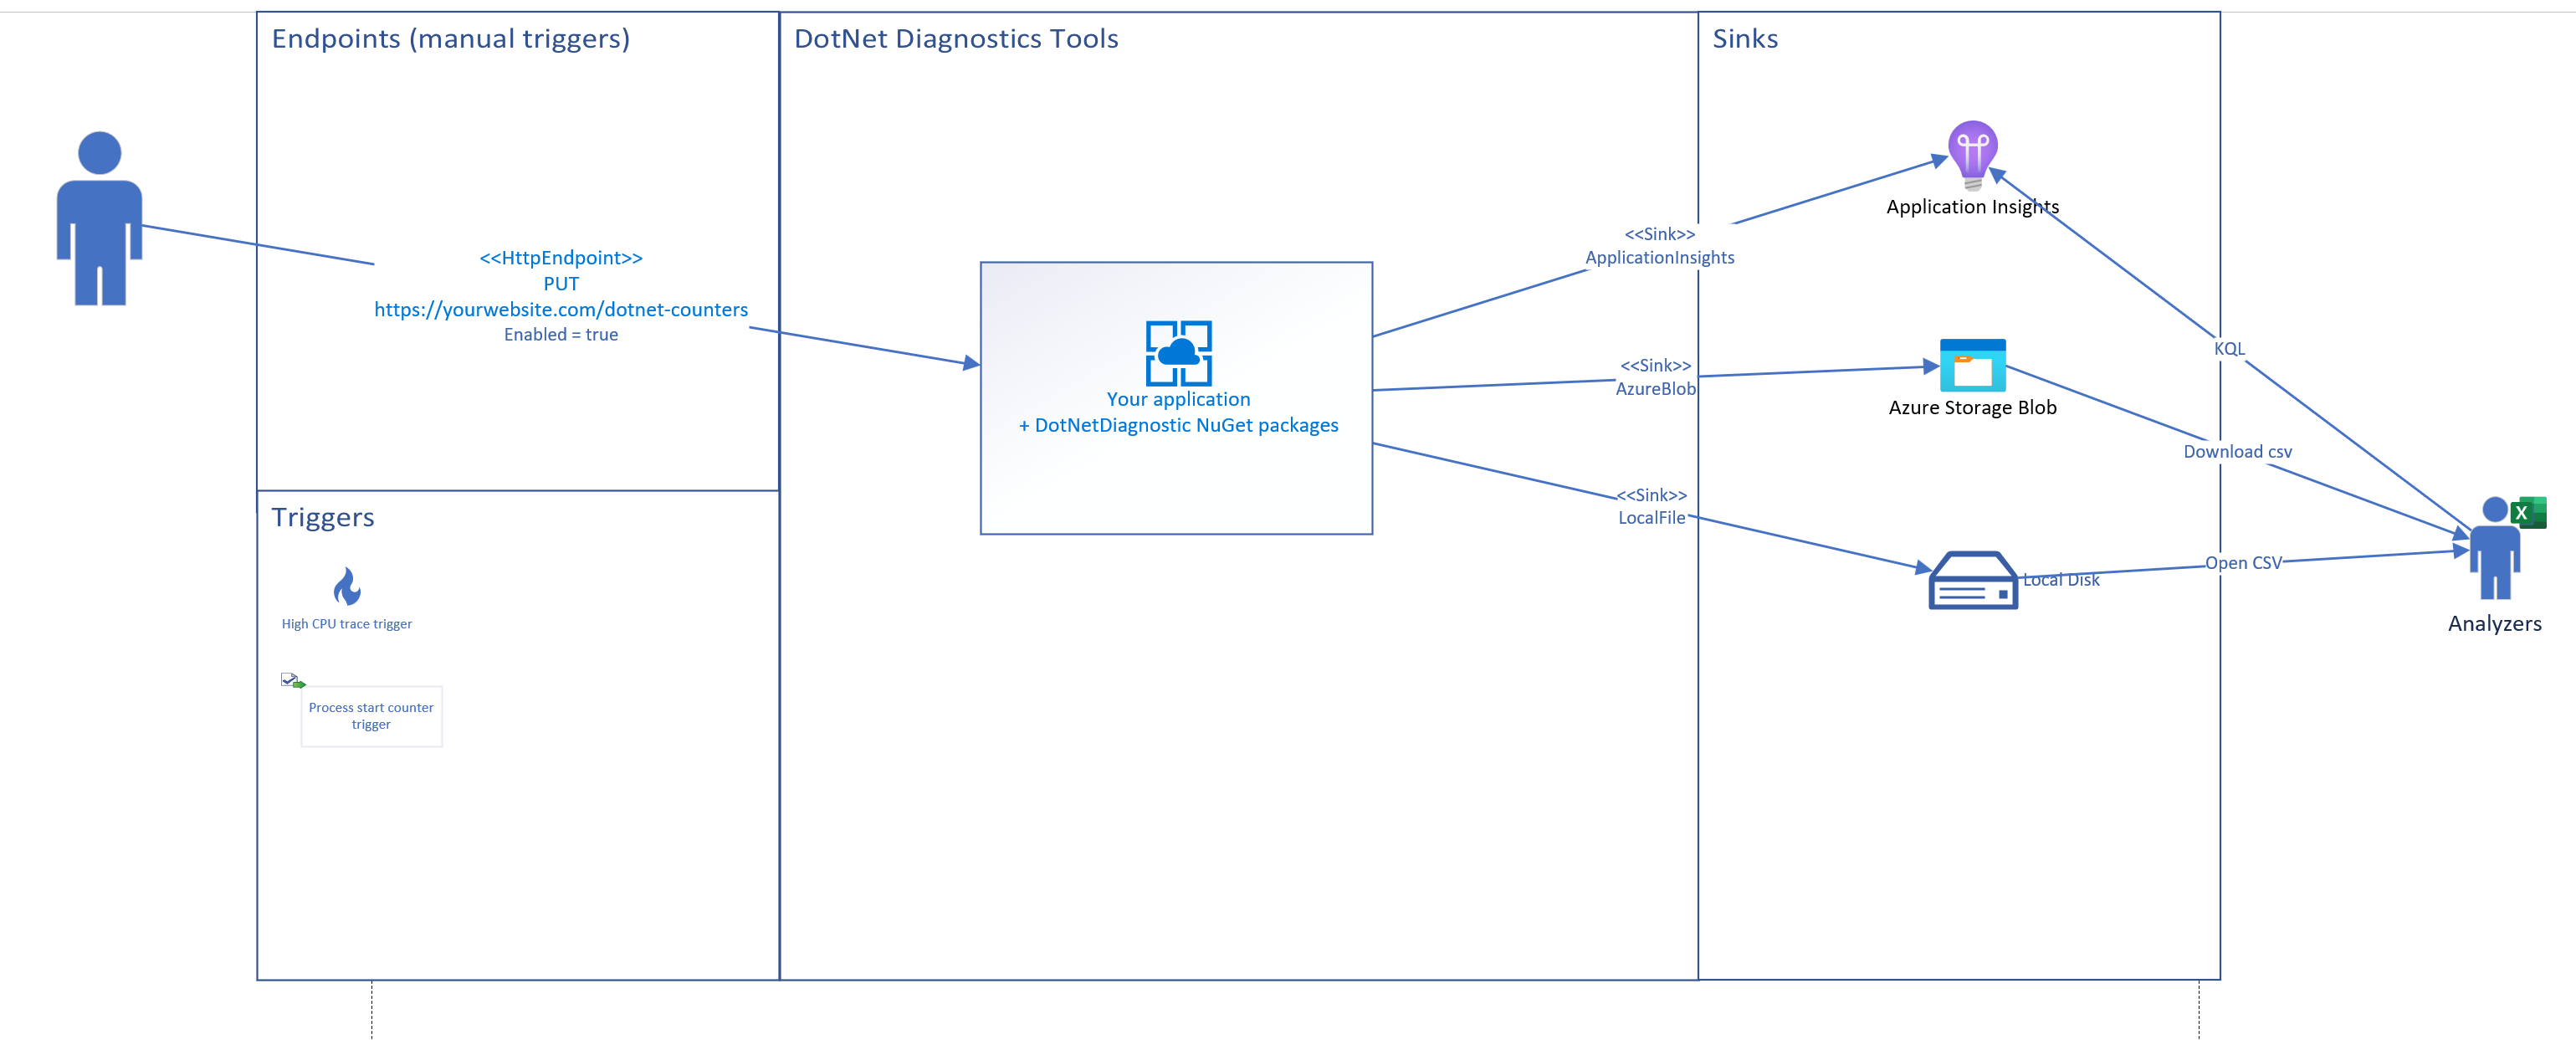 Endpoints (manual triggers)
<<HttpEndpoint>>
PUT
https://yourwebsite.com/dotnet-counters
Enabled = true
Triggers
High CPU trace trigger
Process start counter
trigger
DotNet Diagnostics Tools
Your application
+ DotNetDiagnostic NuGet packages
<<Sink>>
ApplicationInsights
<<Sink>>
AzureBlob
<<Sink>>
LocalFile
Sinks
Application Insights
Azure Storage Blob
Local Disk
KQL
Download csv
Open CSV
X
Analyzers